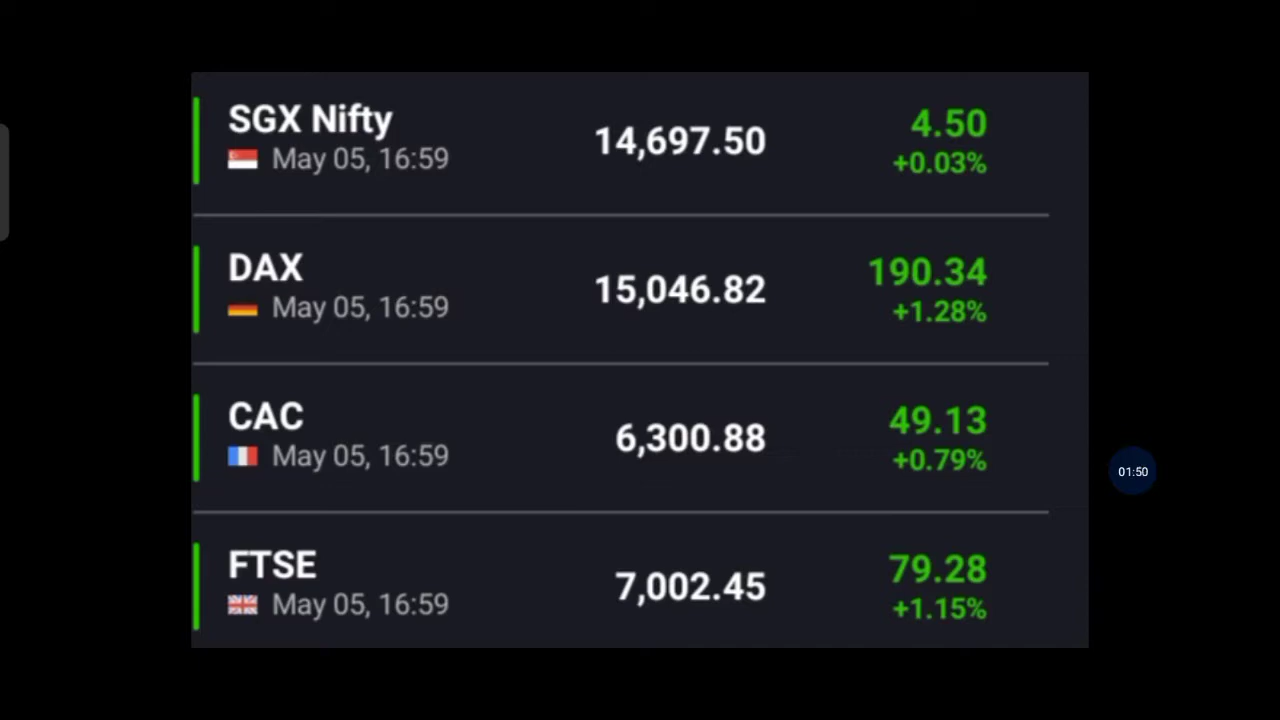 SGX Nifty
May 05, 16:59
14,697.50
4.50
+0.03%
DAX
May 05, 16:59
15,046.82
190.34
+1.28%
CAC
May 05, 16:59
6,300.88
49.13
+0.79%
FTSE
May 05, 16:59
7,002.45
79.28
+1.15%
01:50